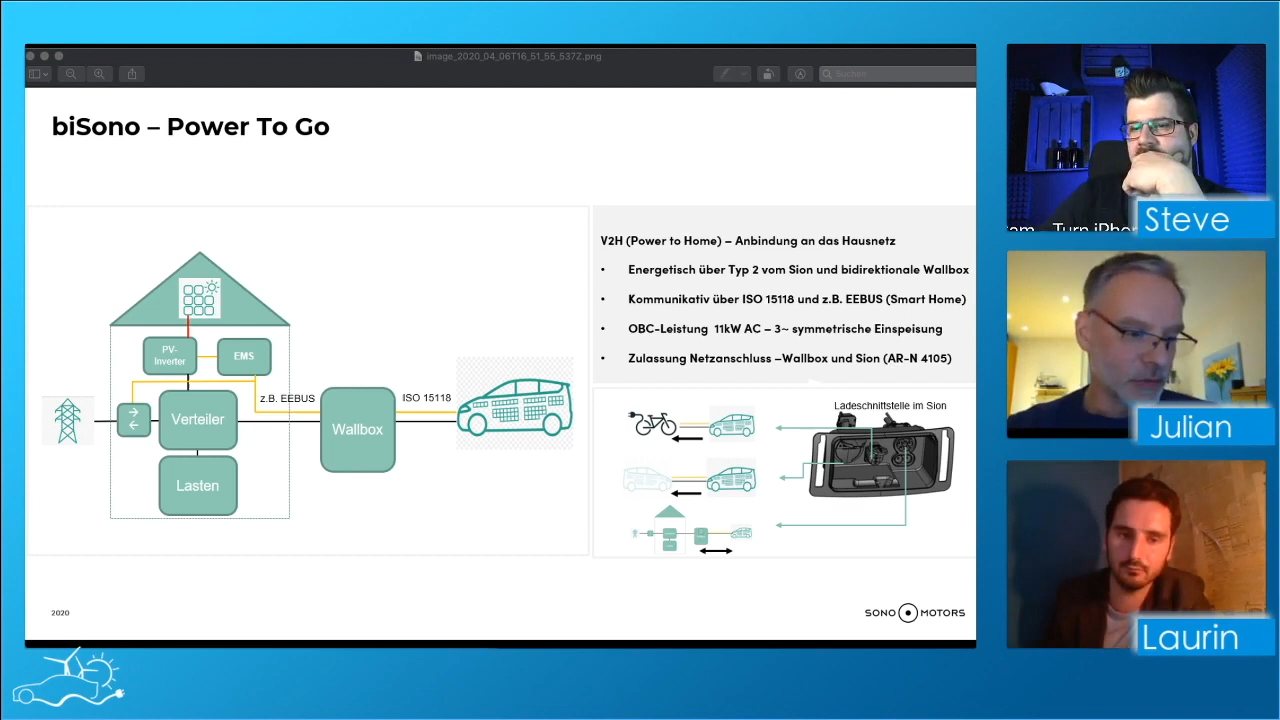 image_2020_04_06T16_51_55_537Z.png
Suchen
biSono – Power To Go
V2H (Power to Home) – Anbindung an das Hausnetz
• Energetisch über Typ 2 vom Sion und bidirektionale Wallbox
• Kommunikativ über ISO 15118 und z.B. EEBUS (Smart Home)
• OBC-Leistung 11kW AC – 3~ symmetrische Einspeisung
• Zulassung Netzanschluss –Wallbox und Sion (AR-N 4105)
PV-
Inverter
EMS
z.B. EEBUS
ISO 15118
Verteiler
Wallbox
Lasten
Ladeschnittstelle im Sion
2020
SONO MOTORS
Turn iPho
Steve
Julian
Laurin